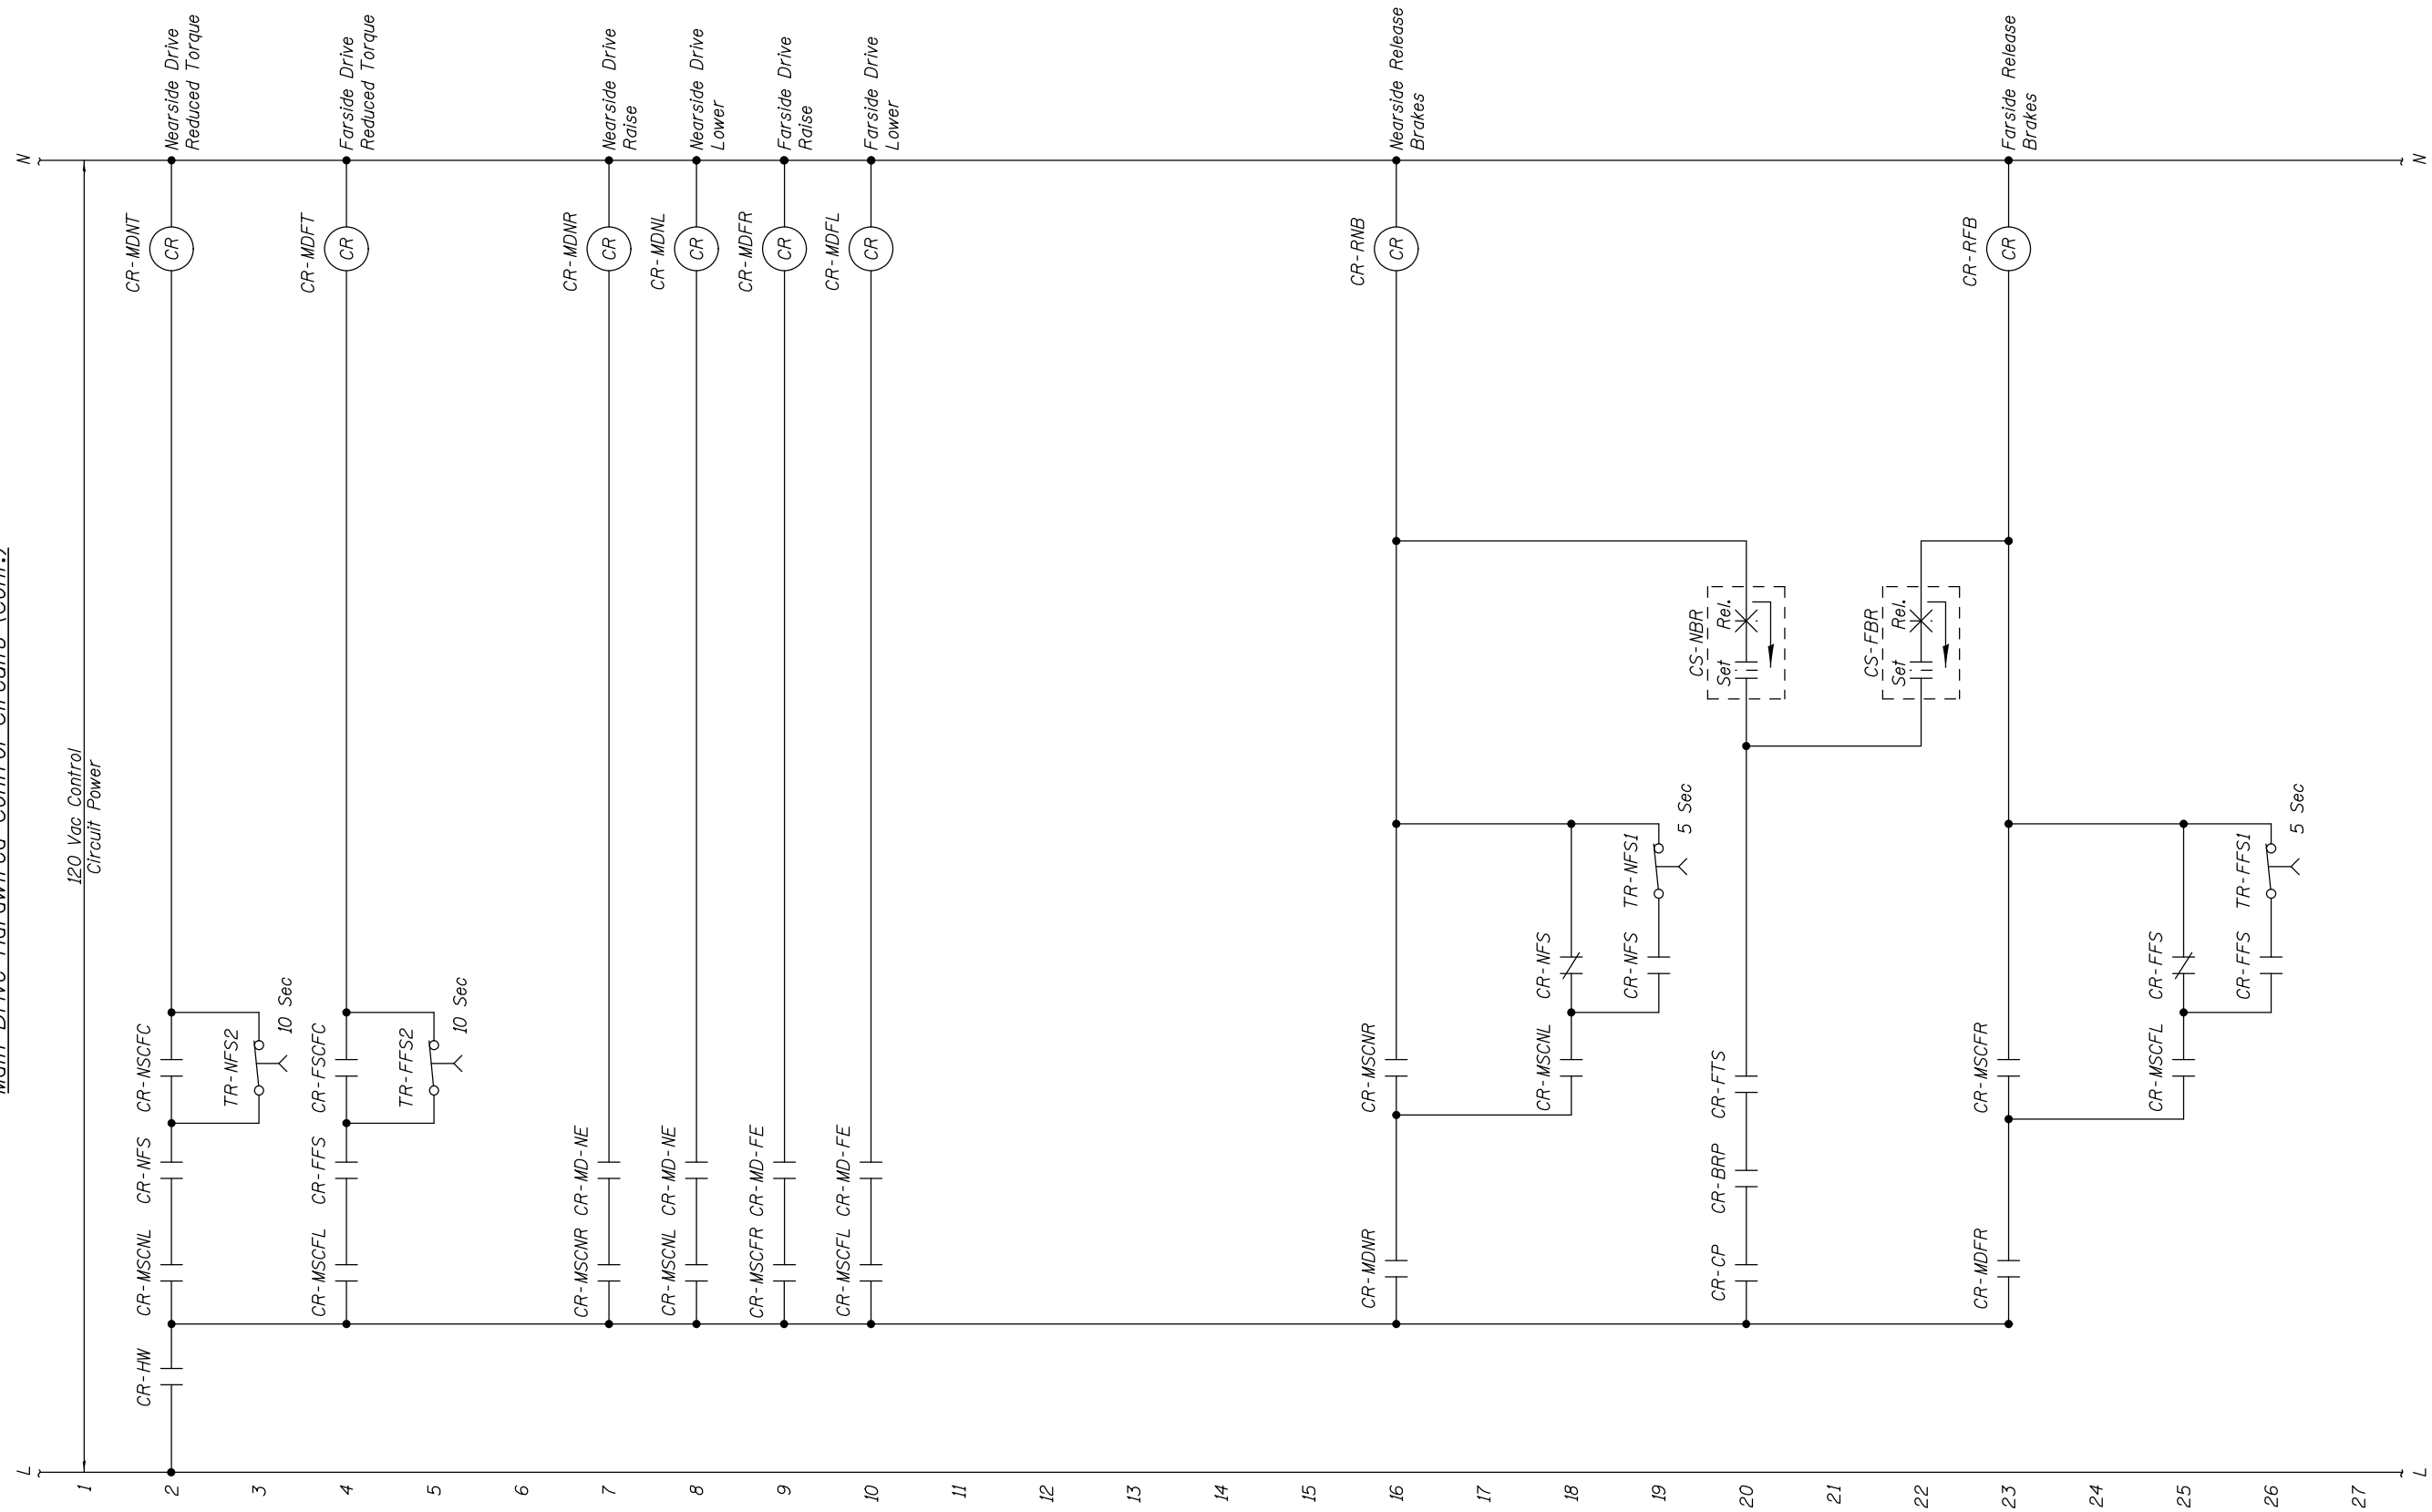 Main Drive Hardwired Control Circuits (Cont.)
L
N
1
120 Vac Control
Circuit Power
2
CR-HW
CR-MSCNL
CR-NFS
CR-NSCFC
CR-MDNT
CR
Nearside Drive
Reduced Torque
3
TR-NFS2
10 Sec
4
CR-MSCFL
CR-FFS
CR-FSCFC
CR-MDFT
CR
Farside Drive
Reduced Torque
5
TR-FFS2
10 Sec
6
7
CR-MSCNR
CR-MD-NE
CR-MDNR
CR
Nearside Drive
Raise
8
CR-MSCNL
CR-MD-NE
CR-MDNL
CR
Nearside Drive
Lower
9
CR-MSCFR
CR-MD-FE
CR-MDFR
CR
Farside Drive
Raise
10
CR-MSCFL
CR-MD-FE
CR-MDFL
CR
Farside Drive
Lower
11
12
13
14
15
16
CR-MDNR
CR-MSCNR
CR-RNB
CR
Nearside Release
Brakes
17
18
CR-MSCNL
CR-NFS
19
CR-NFS
TR-NFS1
5 Sec
20
CR-CP
CR-BRP
CR-FTS
CS-NBR
Set
Rel.
21
22
CS-FBR
Set
Rel.
23
CR-MDFR
CR-MSCFR
CR-RFB
CR
Farside Release
Brakes
24
25
CR-MSCFL
CR-FFS
26
CR-FFS
TR-FFS1
5 Sec
27
L
N